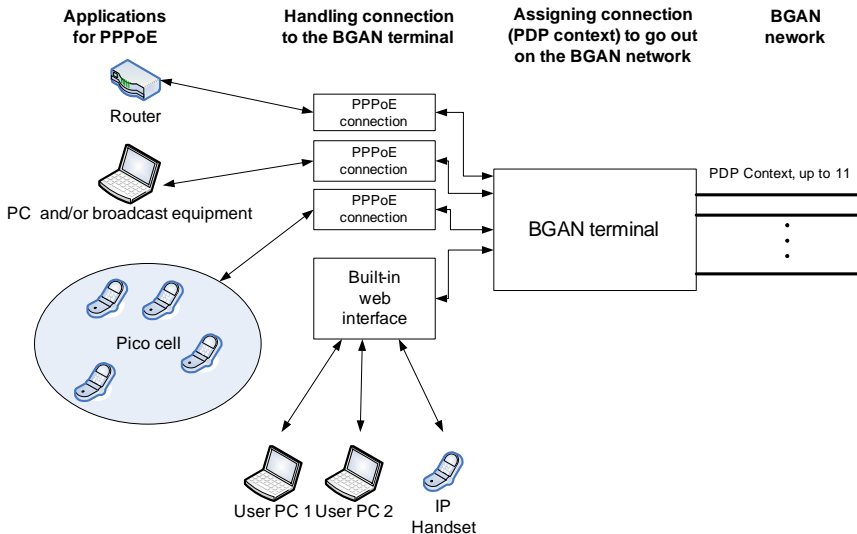 Applications
for PPPoE
Handling connection
to the BGAN terminal
Assigning connection
(PDP context) to go out
on the BGAN network
BGAN
nework
Router
PPPoE
connection
PPPoE
connection
PC and/or broadcast equipment
PPPoE
connection
BGAN terminal
PDP Context, up to 11
Built-in
web
interface
Pico cell
User PC 1
User PC 2
IP
Handset